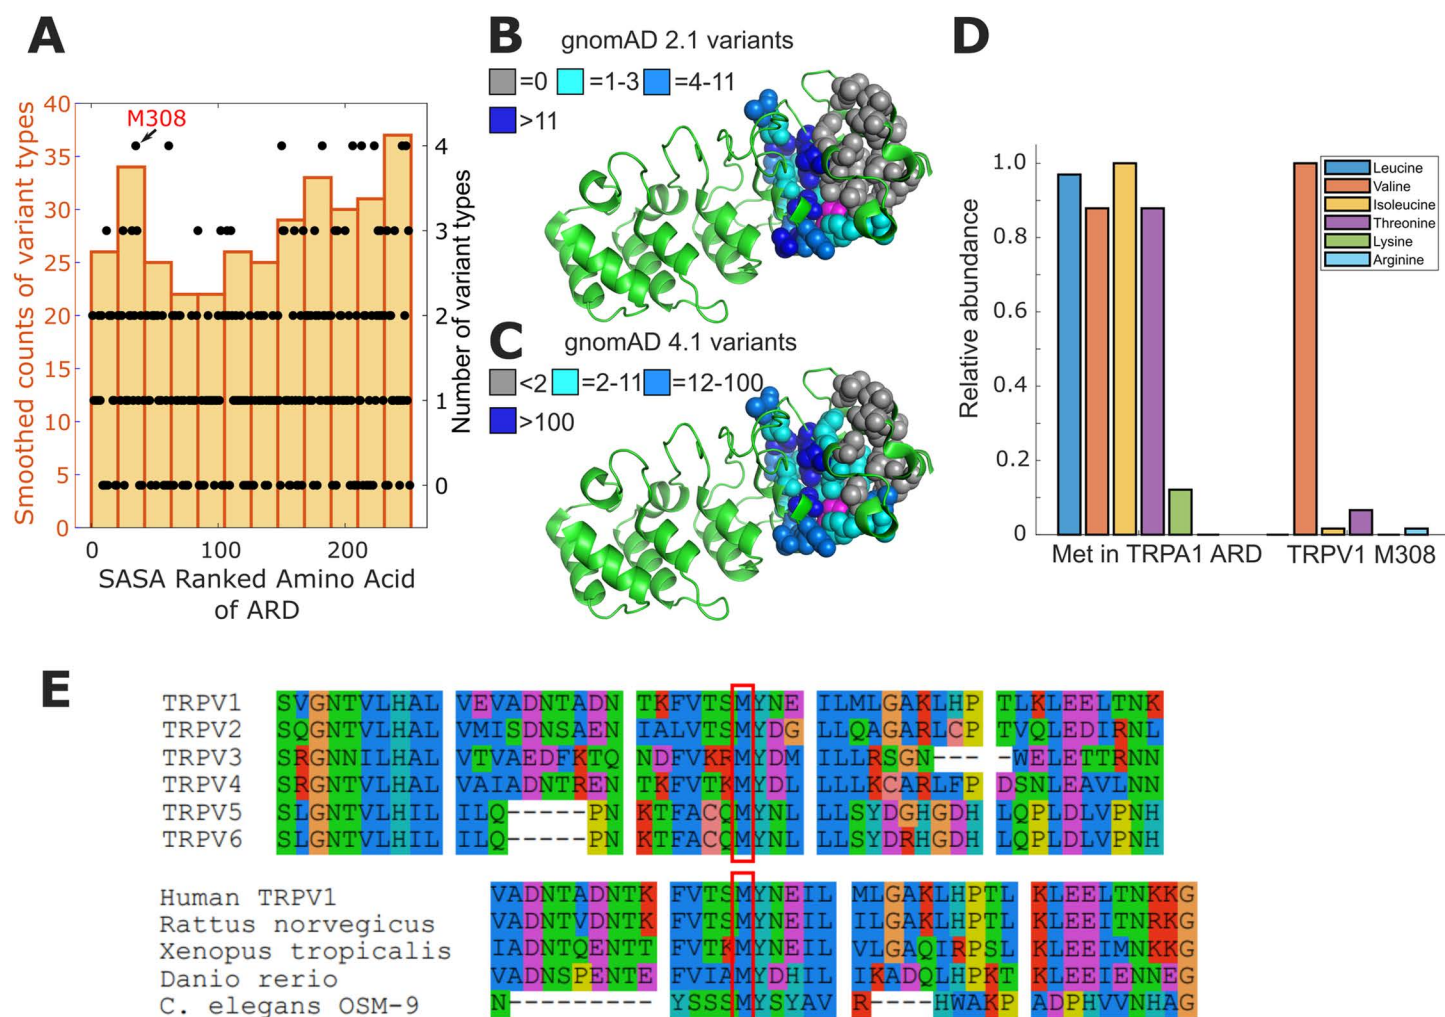 A
M308
40
35
30
25
20
15
10
5
0
4
3
2
1
0
Smoothed counts of variant types
Number of variant types
0 100 200
SASA Ranked Amino Acid
of ARD
B
gnomAD 2.1 variants
=0 =1-3 =4-11
>11
C
gnomAD 4.1 variants
<2 =2-11 =12-100
>100
D
Leucine
Valine
Isoleucine
Threonine
Lysine
Arginine
Relative abundance
1.0
0.8
0.6
0.4
0.2
0
Met in TRPA1 ARD TRPV1 M308
E
TRPV1 SVGNTVLHAL VEVADNTADN TKFVTSMYNE ILMLGAKLHP TLKLEELTNK
TRPV2 SQGNTVLHAL VMISDNSAEN IALVTSMYDG LLQAGARLCP TVQLEDIRNL
TRPV3 SRGNNILHAL VTVAEDFKTQ NDFVKRMYDM ILLRSGN--- -WELETTRNN
TRPV4 SRGNTVLHAL VAIADNTREN TKFVTKMYDL LLLKCARLFP DSNLEAVLNN
TRPV5 SLGNTVLHIL ILQ-----PN KTFACQMYNL LLSYDGHGDH LQPLDLVPNH
TRPV6 SLGNTVLHIL ILQ-----PN KTFACQMYNL LLSYDRHGDH LQPLDLVPNH
Human TRPV1 VADNTADNTK FVTSMYNEIL MLGAKLHPTL KLEELTNKKG
Rattus norvegicus VADNTVDNTK FVTSMYNEIL ILGAKLHPTL KLEEITNRKG
Xenopus tropicalis IADNTQENTT FVTKMYNEIL VLGAQIRPSL KLEEIMNKKG
Danio rerio VADNSPENTE FVIAMYDHIL IKADQLHPKT KLEEIENNEG
C. elegans OSM-9 N--------- YSSSMYSYAV R----HWAKP ADPHVVNHAG